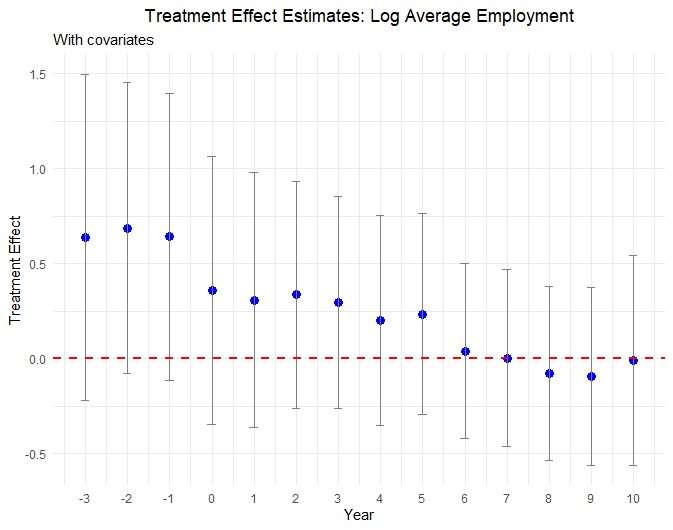 Treatment Effect Estimates: Log Average Employment
With covariates
Treatment Effect
1.5
1.0
0.5
0.0
-0.5
-3 -2 -1 0 1 2 3 4 5 6 7 8 9 10
Year